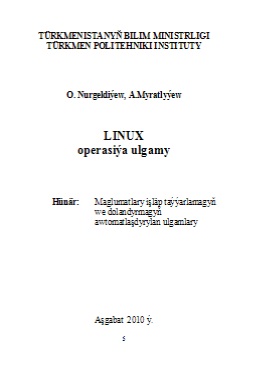 TÜRKMENISTANYŇ BILIM MINISTRLIGI
TÜRKMEN POLITEHNIKI INSTITUTY
O. Nurgeldiýew, A.Myratlyýew
LINUX
operasiýa ulgamy
Hünär: Maglumatlary işläp taýýarlamagyň
we dolandyrmagyň
awtomatlaşdyrylan ulgamlary
Aşgabat 2010 ý.
5